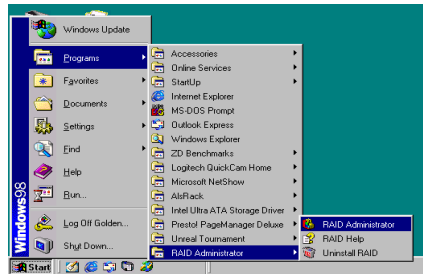 Windows Update
Programs
Favorites
Documents
Settings
Find
Help
Run...
Log Off Golden...
Shut Down...
Windows98
Accessories
Online Services
StartUp
Internet Explorer
MS-DOS Prompt
Outlook Express
Windows Explorer
ZD Benchmarks
Logitech QuickCam Home
Microsoft NetShow
AlsRack
Intel Ultra ATA Storage Driver
Prestol PageManager Deluxe
Unreal Tournament
RAID Administrator
RAID Administrator
RAID Help
Uninstall RAID
Start